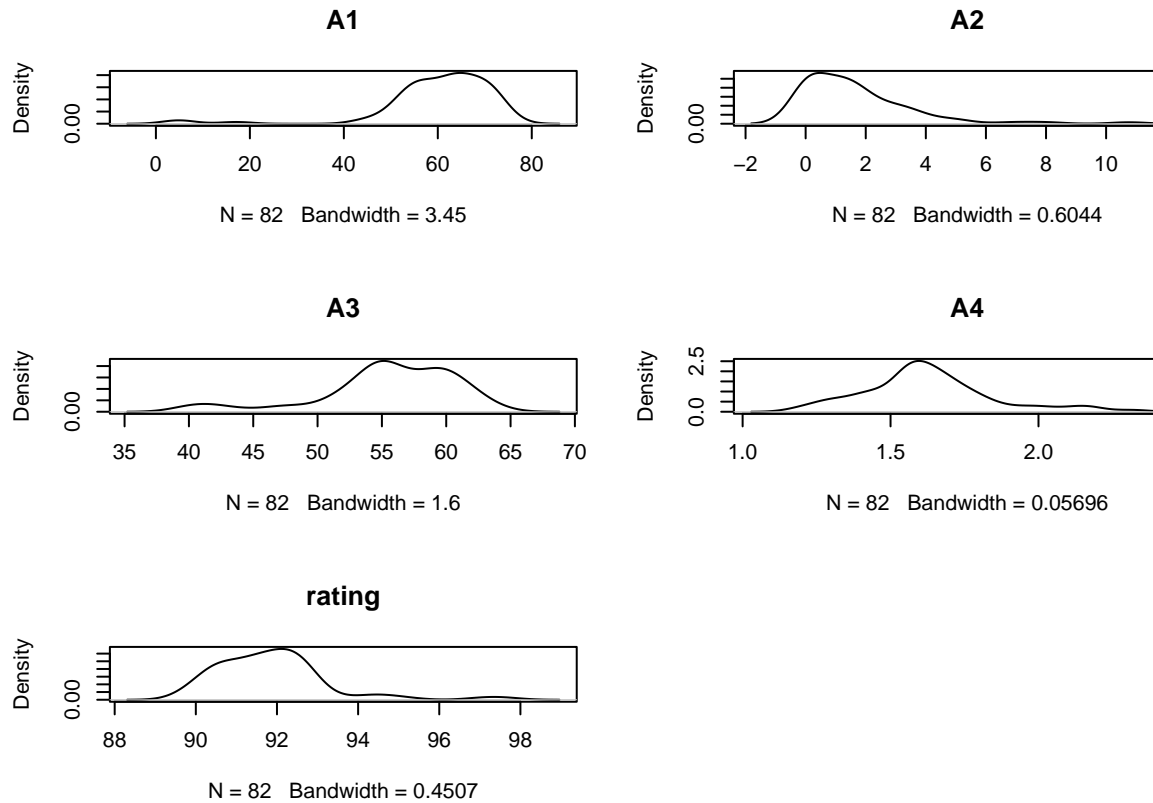 A1
Density
0.00
0 20 40 60 80
N = 82 Bandwidth = 3.45
A2
Density
0.00
−2 0 2 4 6 8 10
N = 82 Bandwidth = 0.6044
A3
Density
0.00
35 40 45 50 55 60 65 70
N = 82 Bandwidth = 1.6
A4
Density
0.0 2.5
1.0 1.5 2.0
N = 82 Bandwidth = 0.05696
rating
Density
0.00
88 90 92 94 96 98
N = 82 Bandwidth = 0.4507